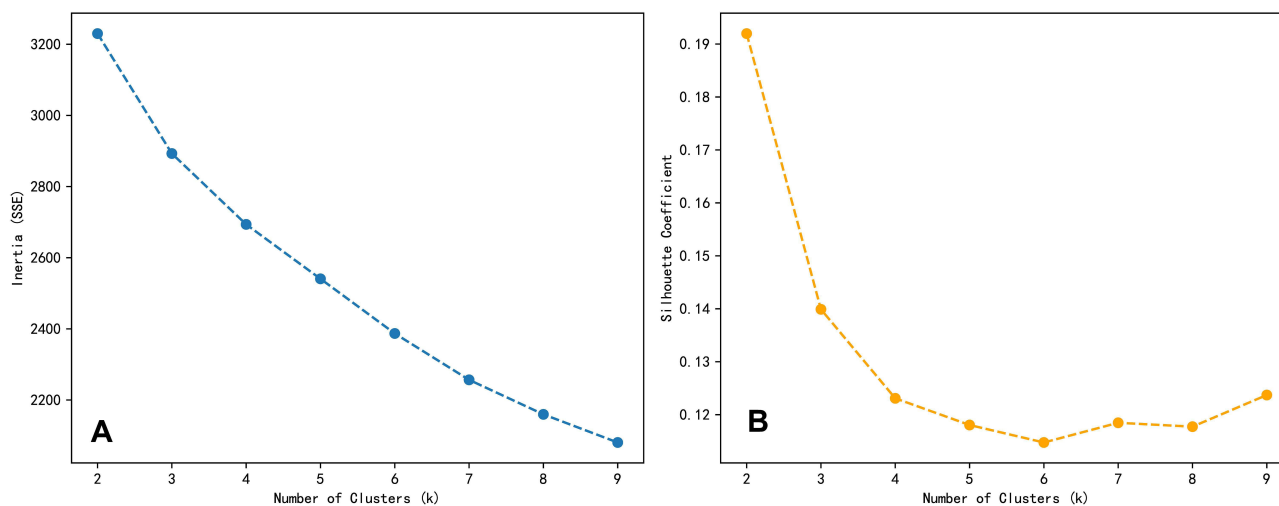 3200
3000
2800
2600
2400
2200
Inertia (SSE)
A
2 3 4 5 6 7 8 9
Number of Clusters (k)
0.19
0.18
0.17
0.16
0.15
0.14
0.13
0.12
Silhouette Coefficient
B
2 3 4 5 6 7 8 9
Number of Clusters (k)